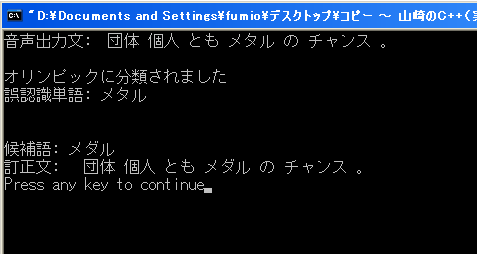 "D:¥Documents and Settings¥fumio¥デスクトップ¥コピー ～ 山崎のC++(
音声出力文: 団体 個人 とも メタル の チャンス 。
オリンピックに分類されました
誤認識単語: メタル
候補語: メダル
訂正文: 団体 個人 とも メダル の チャンス 。
Press any key to continue